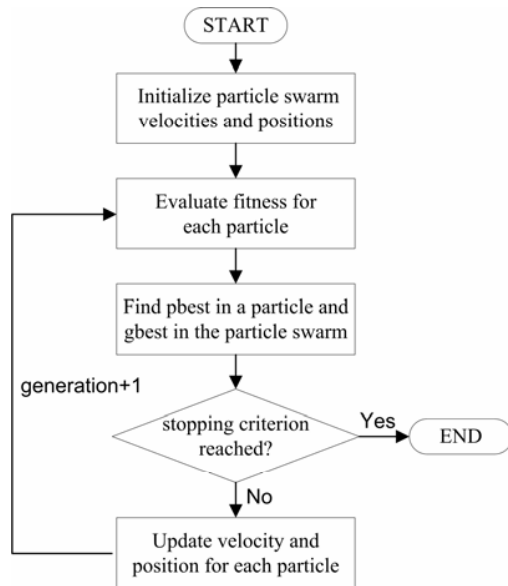 START
Initialize particle swarm
velocities and positions
Evaluate fitness for
each particle
Find pbest in a particle and
gbest in the particle swarm
generation+1
stopping criterion
reached?
Yes
END
No
Update velocity and
position for each particle